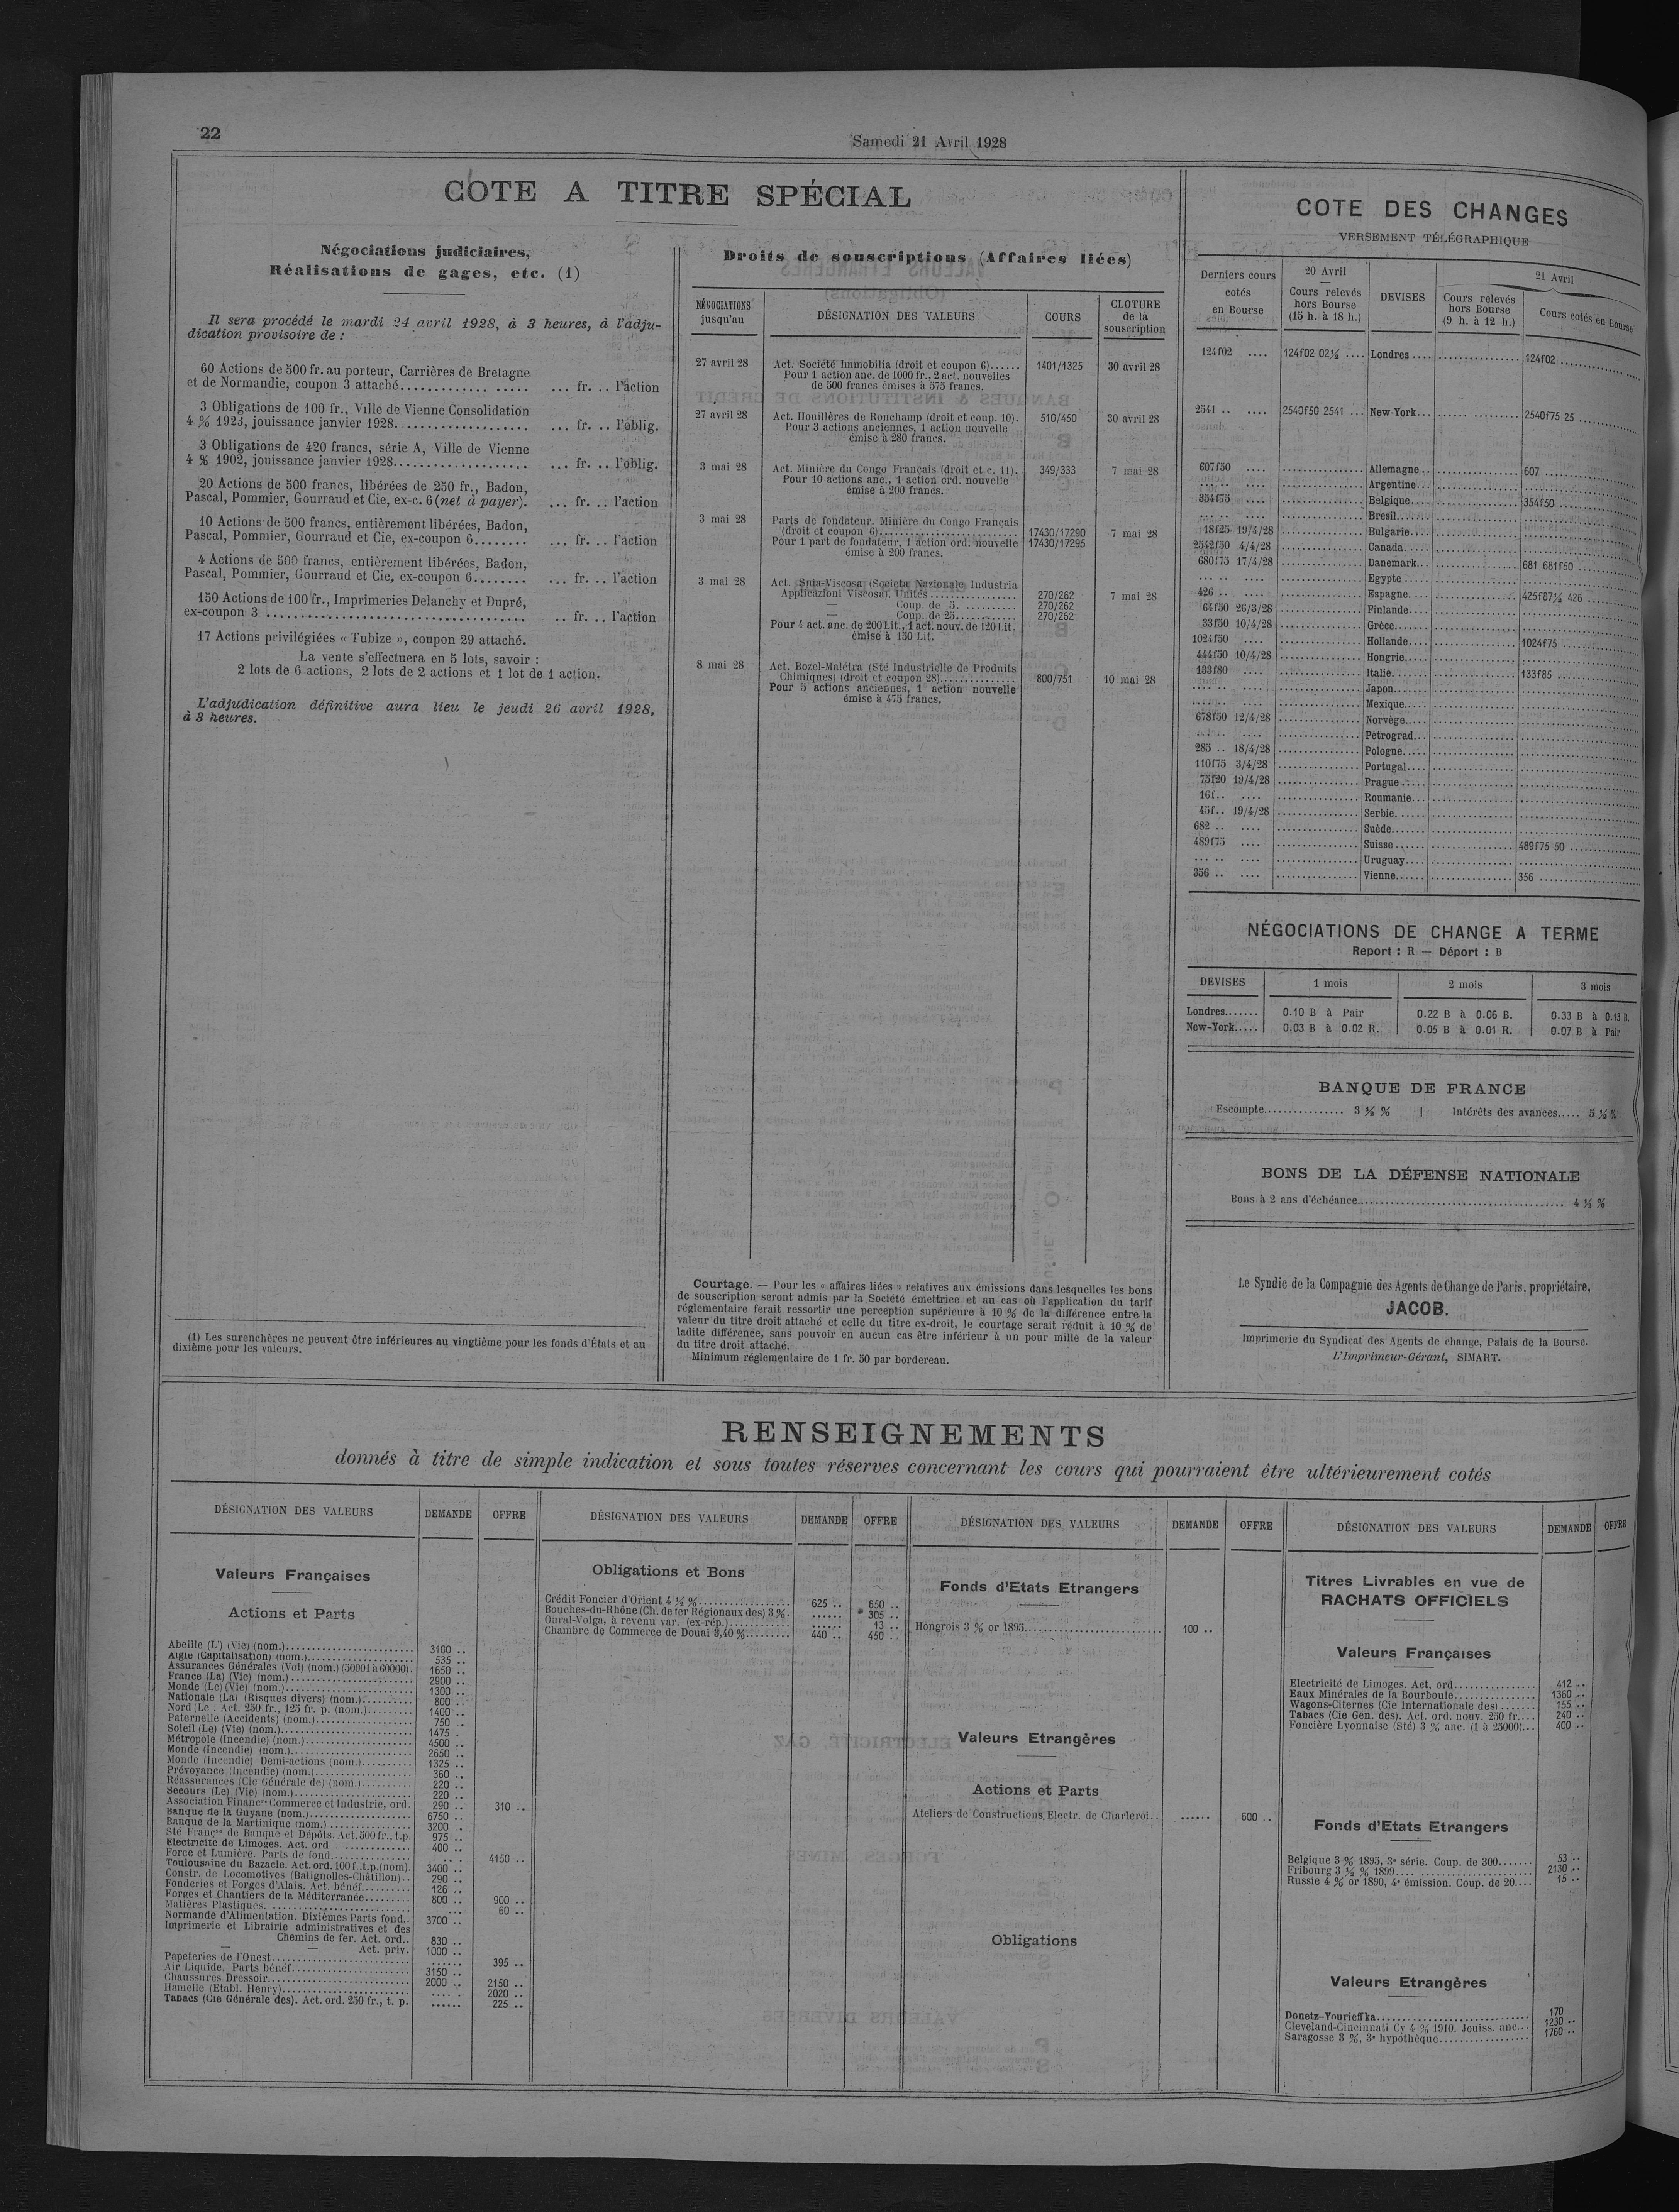 22
Samedi 21 Avril 1928
COTE A TITRE SPÉCIAL
Négociations judiciaires,
Réalisations de gages, etc. (1)
Il sera procédé le mardi 24 avril 1928, à 3 heures, à l'adju-
dication provisoire de :
60 Actions de 500 fr. au porteur, Carrières de Bretagne
et de Normandie, coupon 3 attaché.................. ... fr. .. l'action
3 Obligations de 100 fr., Ville de Vienne Consolidation
4 % 1923, jouissance janvier 1928.................. ... fr. .. l'oblig.
3 Obligations de 420 francs, série A, Ville de Vienne
4 % 1902, jouissance janvier 1928.................. ... fr. .. l'oblig.
20 Actions de 500 francs, libérées de 250 fr., Badon,
Pascal, Pommier, Gourraud et Cie, ex-c. 6 (net à payer). ... fr. .. l'action
10 Actions de 500 francs, entièrement libérées, Badon,
Pascal, Pommier, Gourraud et Cie, ex-coupon 6........ ... fr. .. l'action
4 Actions de 500 francs, entièrement libérées, Badon,
Pascal, Pommier, Gourraud et Cie, ex-coupon 6........ ... fr. .. l'action
150 Actions de 100 fr., Imprimeries Delanchy et Dupré,
ex-coupon 3 .................................. .. fr. .. l'action
17 Actions privilégiées « Tubize », coupon 29 attaché.
La vente s'effectuera en 5 lots, savoir :
2 lots de 6 actions, 2 lots de 2 actions et 1 lot de 1 action.
L'adjudication définitive aura lieu le jeudi 26 avril 1928,
à 3 heures.
(1) Les surenchères ne peuvent être inférieures au vingtième pour les fonds d'États et au
dixième pour les valeurs.
Droits de souscriptions (Affaires liées)
NÉGOCIATIONS jusqu'au DÉSIGNATION DES VALEURS COURS CLOTURE de la souscription
27 avril 28 Act. Société Immobilia (droit et coupon 6)...... 1401/1325 30 avril 28
Pour 1 action anc. de 1000 fr., 2 act. nouvelles
de 500 francs émises à 575 francs.
27 avril 28 Act. Houillères de Ronchamp (droit et coup. 10). 510/450 30 avril 28
Pour 3 actions anciennes, 1 action nouvelle
émise à 280 francs.
3 mai 28 Act. Minière du Congo Français (droit et c. 11). 349/333 7 mai 28
Pour 10 actions anc., 1 action ord. nouvelle
émise à 200 francs.
3 mai 28 Parts de fondateur. Minière du Congo Français
(droit et coupon 6)........................ 17430/17290 7 mai 28
Pour 1 part de fondateur, 1 action ord. nouvelle 17430/17295
émise à 200 francs.
3 mai 28 Act. Snia-Viscosa (Societa Nazionale Industria
Applicazioni Viscosa). Unités ............... 270/262 7 mai 28
— Coup. de 5. .......... 270/262
— Coup. de 25........... 270/262
Pour 4 act. anc. de 200 Lit., 1 act. nouv. de 120 Lit.
émise à 150 Lit.
8 mai 28 Act. Bozel-Malétra (Sté Industrielle de Produits
Chimiques) (droit et coupon 28)............. 800/751 10 mai 28
Pour 5 actions anciennes, 1 action nouvelle
émise à 475 francs.
Courtage. — Pour les « affaires liées » relatives aux émissions dans lesquelles les bons
de souscription seront admis par la Société émettrice et au cas où l'application du tarif
réglementaire ferait ressortir une perception supérieure à 10 % de la différence entre la
valeur du titre droit attaché et celle du titre ex-droit, le courtage serait réduit à 10 % de
ladite différence, sans pouvoir en aucun cas être inférieur à un pour mille de la valeur
du titre droit attaché.
Minimum réglementaire de 1 fr. 50 par bordereau.
COTE DES CHANGES
VERSEMENT TÉLÉGRAPHIQUE
Derniers cours cotés en Bourse
20 Avril Cours relevés hors Bourse (15 h. à 18 h.)
DEVISES
21 Avril
Cours relevés hors Bourse (9 h. à 12 h.)
Cours cotés en Bourse
124f02 .... 124f02 02½ .... Londres .... 124f02
2541 .. .... 2540f50 2541 ... New-York... 2540f75 25
607f50 .... Allemagne... 607
... .. .... Argentine...
354f75 .... Belgique.... 354f50
... .. .... Brésil......
18f25 19/4/28 Bulgarie....
2542f50 4/4/28 Canada.....
680f75 17/4/28 Danemark... 681 681f50
... .. .... Egypte.....
426 .. .... Espagne..... 425f87½ 426
64f50 26/3/28 Finlande....
33f50 10/4/28 Grèce.......
1024f50 .... Hollande.... 1024f75
444f50 10/4/28 Hongrie.....
133f80 .... Italie....... 133f85
... .. .... Japon.......
... .. .... Mexique.....
678f50 12/4/28 Norvège.....
... .. .... Pétrograd...
285 .. 18/4/28 Pologne.....
110f75 3/4/28 Portugal....
75f20 19/4/28 Prague.....
16f.. .... Roumanie...
45f.. 19/4/28 Serbie......
682 .. .... Suède.......
489f75 .... Suisse...... 489f75 50
... .. .... Uruguay....
356 .. .... Vienne...... 356
NÉGOCIATIONS DE CHANGE A TERME
Report : R — Déport : B
DEVISES 1 mois 2 mois 3 mois
Londres....... 0.10 B à Pair 0.22 B à 0.06 B. 0.33 B à 0.13 B.
New-York..... 0.03 B à 0.02 R. 0.05 B à 0.01 R. 0.07 B à Pair
BANQUE DE FRANCE
Escompte............... 3 ½ % | Intérêts des avances..... 5 ½ %
BONS DE LA DÉFENSE NATIONALE
Bons à 2 ans d'échéance.......................... 4 ½ %
Le Syndic de la Compagnie des Agents de Change de Paris, propriétaire,
JACOB.
Imprimerie du Syndicat des Agents de change, Palais de la Bourse.
L'Imprimeur-Gérant, SIMART.
RENSEIGNEMENTS
donnés à titre de simple indication et sous toutes réserves concernant les cours qui pourraient être ultérieurement cotés
DÉSIGNATION DES VALEURS DEMANDE OFFRE
Valeurs Françaises
Actions et Parts
Abeille (L') (Vie) (nom.)............ 3100 ..
Aigle (Capitalisation) (nom.)........ 535 ..
Assurances Générales (Vol) (nom.) (50001 à 60000). 1650 ..
France (La) (Vie) (nom.)............ 2900 ..
Monde (Le) (Vie) (nom.)............ 1300 ..
Nationale (La) (Risques divers) (nom.).......... 800 ..
Nord (Le . Act. 250 fr., 125 fr. p. (nom.)......... 1400 ..
Paternelle (Accidents) (nom.)........ 750 .
Soleil (Le) (Vie) (nom.)............ 1475 .
Métropole (Incendie) (nom.)......... 4500 ..
Monde (Incendie) (nom.)............ 2650 ..
Monde (Incendie) Demi-actions (nom.).......... 1325 ..
Prévoyance (Incendie) (nom.)........ 360 ..
Réassurances (Cie Générale de) (nom.).......... 220 ..
Secours (Le) (Vie) (nom.)........... 220 ..
Association Financre Commerce et Industrie, ord. 290 .. 310 ..
Banque de la Guyane (nom.)......... 6750 ..
Banque de la Martinique (nom.)...... 3200 ..
Sté Françse de Banque et Dépôts. Act. 500 fr., t.p. 975 ..
Electricité de Limoges. Act. ord ............ 400 ..
Force et Lumière. Parts de fond.............. ... 4150 ..
Toulousaine du Bazacle. Act. ord. 100 f., t.p. (nom). 3400 ..
Constr. de Locomotives (Batignolles-Châtillon).. 290 ..
Fonderies et Forges d'Alais. Act. bénéf.......... 126 ..
Forges et Chantiers de la Méditerranée......... 800 .. 900 ..
Matières Plastiques. ............... ... 60 ..
Normande d'Alimentation. Dixièmes Parts fond.. 3700 ..
Imprimerie et Librairie administratives et des
Chemins de fer. Act. ord.. 830 ..
— — Act. priv. 1000 ..
Papeteries de l'Ouest............... ...... 395 ..
Air Liquide. Parts bénéf............ 3150 ..
Chaussures Dressoir................ 2000 .. 2150 ..
Hamelle (Etabl. Henry).............. ...... 2020 ..
Tabacs (Cie Générale des). Act. ord. 250 fr., t. p. ...... 225 ..
DÉSIGNATION DES VALEURS DEMANDE OFFRE
Obligations et Bons
Crédit Foncier d'Orient 4 ½ %................ 625 .. 650 ..
Bouches-du-Rhône (Ch. de fer Régionaux des) 3 %. ...... 305 ..
Oural-Volga, à revenu var. (ex-rép.)........... ...... 13 ..
Chambre de Commerce de Douai 3,40 %......... 440 .. 450 ..
DÉSIGNATION DES VALEURS DEMANDE OFFRE
Fonds d'Etats Etrangers
Hongrois 3 % or 1895........................ 100 ..
Valeurs Etrangères
Actions et Parts
Ateliers de Constructions Electr. de Charleroi.. ...... 600 ..
Obligations
DÉSIGNATION DES VALEURS DEMANDE OFFRE
Titres Livrables en vue de
RACHATS OFFICIELS
Valeurs Françaises
Electricité de Limoges. Act. ord................ 412 ..
Eaux Minérales de la Bourboule............... 1360 ..
Wagons-Citernes (Cie Internationale des)....... 155 ..
Tabacs (Cie Gén. des). Act. ord. nouv. 250 fr.... 240 ..
Foncière Lyonnaise (Sté) 3 % anc. (1 à 25000)... 400 ..
Fonds d'Etats Etrangers
Belgique 3 % 1895, 3e série. Coup. de 300....... 53 ..
Fribourg 3 ½ % 1899......................... 2130 ..
Russie 4 % or 1890, 4e émission. Coup. de 20.... 15 ..
Valeurs Etrangères
Donetz-Yourieffka........................... 170
Cleveland-Cincinnati Cy 4 % 1910. Jouiss. anc... 1230 ..
Saragosse 3 %, 3e hypothèque................. 1760 ..